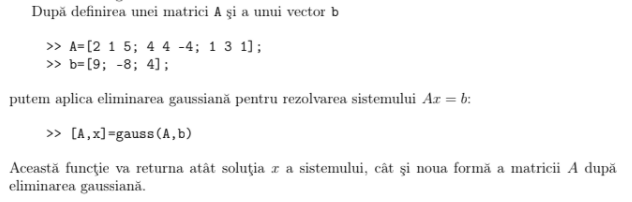 După definirea unei matrici A şi a unui vector b
>> A=[2 1 5; 4 4 -4; 1 3 1];
>> b=[9; -8; 4];
putem aplica eliminarea gaussiană pentru rezolvarea sistemului Ax = b:
>> [A,x]=gauss(A,b)
Această funcţie va returna atât soluţia x a sistemului, cât şi noua formă a matricii A după
eliminarea gaussiană.